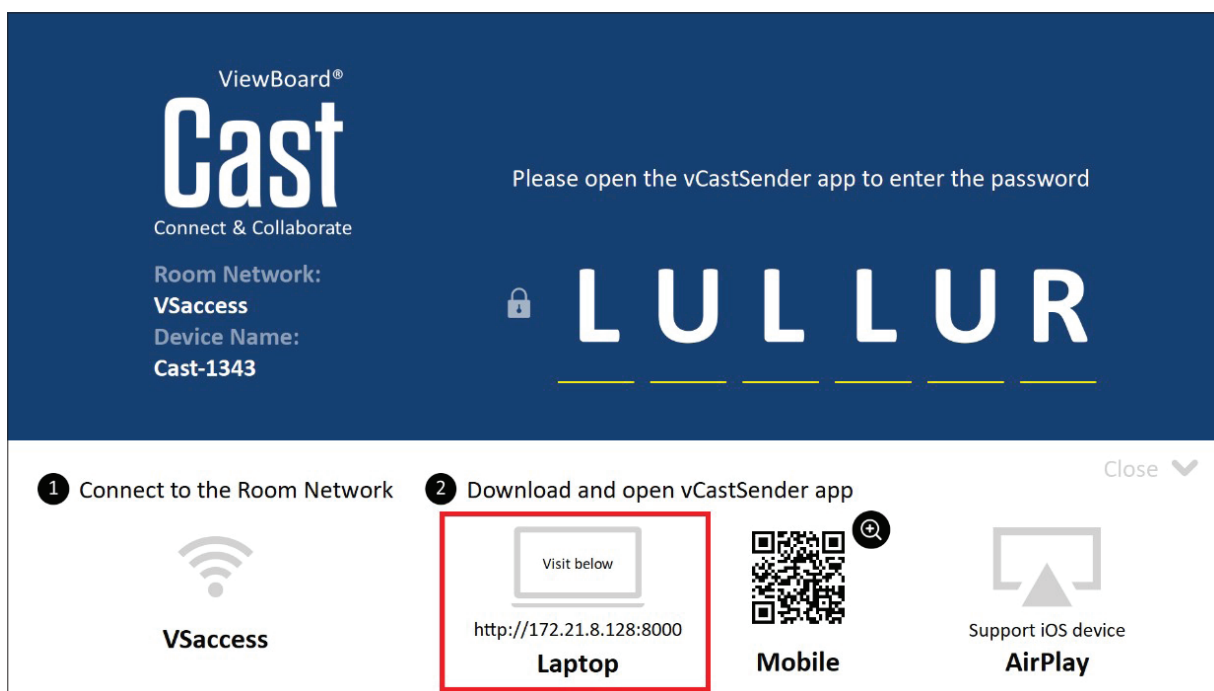 ViewBoard®
Cast
Connect & Collaborate
Room Network:
VSaccess
Device Name:
Cast-1343
Please open the vCastSender app to enter the password
LULLUR
Close
1 Connect to the Room Network
VSaccess
2 Download and open vCastSender app
Visit below
http://172.21.8.128:8000
Laptop
Mobile
Support iOS device
AirPlay